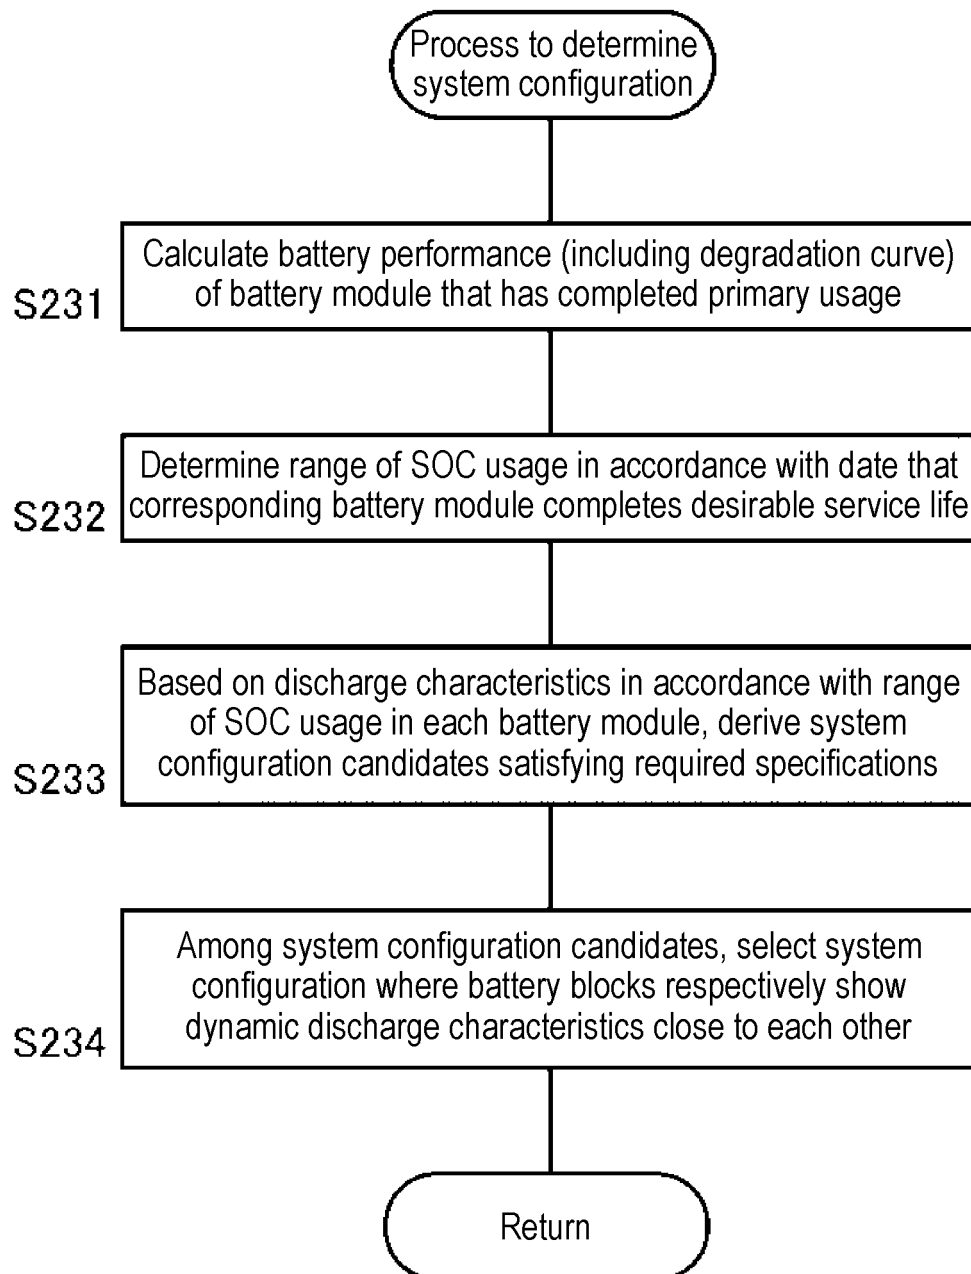 Process to determine
system configuration
Calculate battery performance (including degradation curve)
of battery module that has completed primary usage
S231
Determine range of SOC usage in accordance with date that
corresponding battery module completes desirable service life
S232
Based on discharge characteristics in accordance with range
of SOC usage in each battery module, derive system
configuration candidates satisfying required specifications
S233
Among system configuration candidates, select system
configuration where battery blocks respectively show
dynamic discharge characteristics close to each other
S234
Return